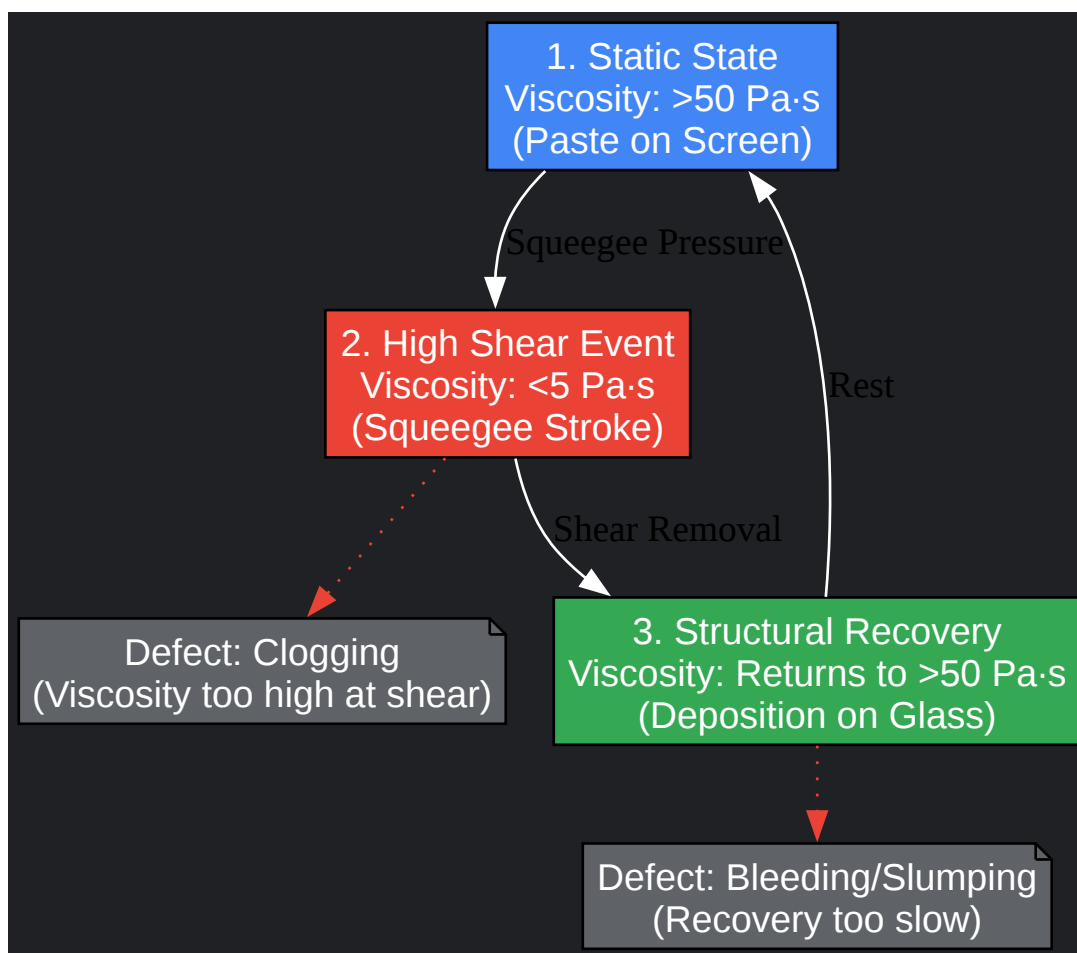 1. Static State
Viscosity: >50 Pa·s
(Paste on Screen)
Squeegee Pressure
2. High Shear Event
Viscosity: <5 Pa·s
(Squeegee Stroke)
Rest
Shear Removal
3. Structural Recovery
Viscosity: Returns to >50 Pa·s
(Deposition on Glass)
Defect: Clogging
(Viscosity too high at shear)
Defect: Bleeding/Slumping
(Recovery too slow)